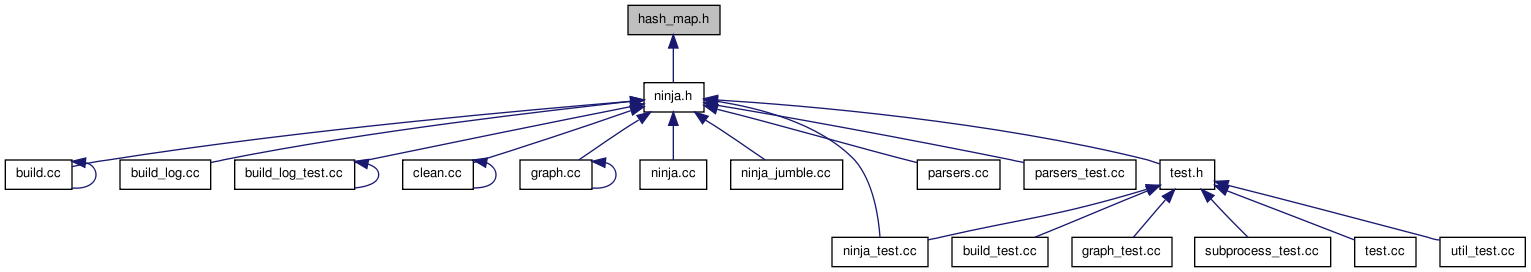 hash_map.h
ninja.h
build.cc
build_log.cc
build_log_test.cc
clean.cc
graph.cc
ninja.cc
ninja_jumble.cc
parsers.cc
parsers_test.cc
test.h
ninja_test.cc
build_test.cc
graph_test.cc
subprocess_test.cc
test.cc
util_test.cc